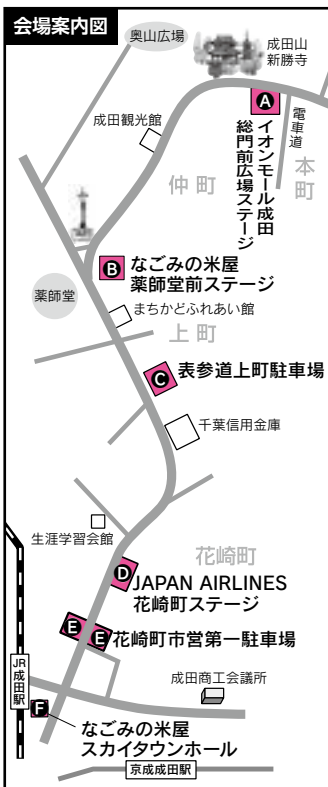 会場案内図
奥山広場
成田山
新勝寺
成田観光館
A
イオンモール成田
総門前広場ステージ
電車道
本町
仲町
B
なごみの米屋
薬師堂前ステージ
薬師堂
まちかどふれあい館
上町
C
表参道上町駐車場
千葉信用金庫
生涯学習会館
花崎町
D
JAPAN AIRLINES
花崎町ステージ
E
E
花崎町市営第一駐車場
JR成田駅
成田商工会議所
F
なごみの米屋
スカイタウンホール
京成成田駅